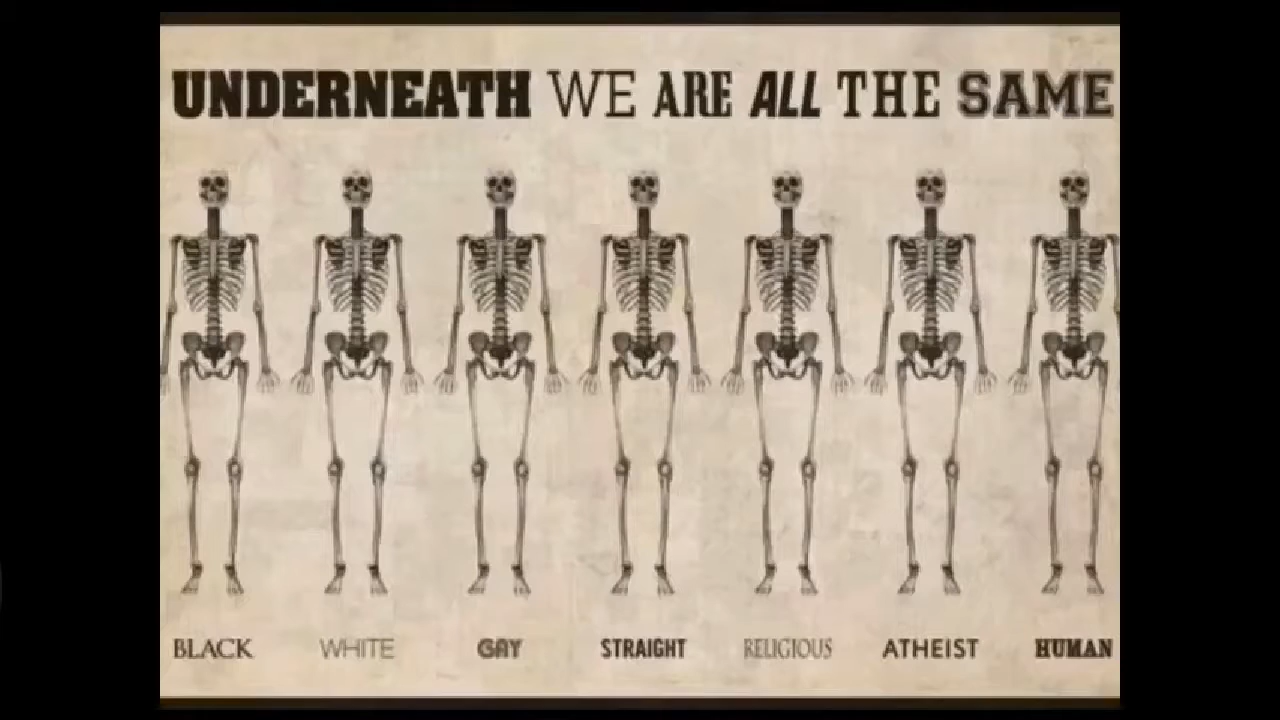 UNDERNEATH WE ARE ALL THE SAME
BLACK WHITE GAY STRAIGHT RELIGIOUS ATHEIST HUMAN